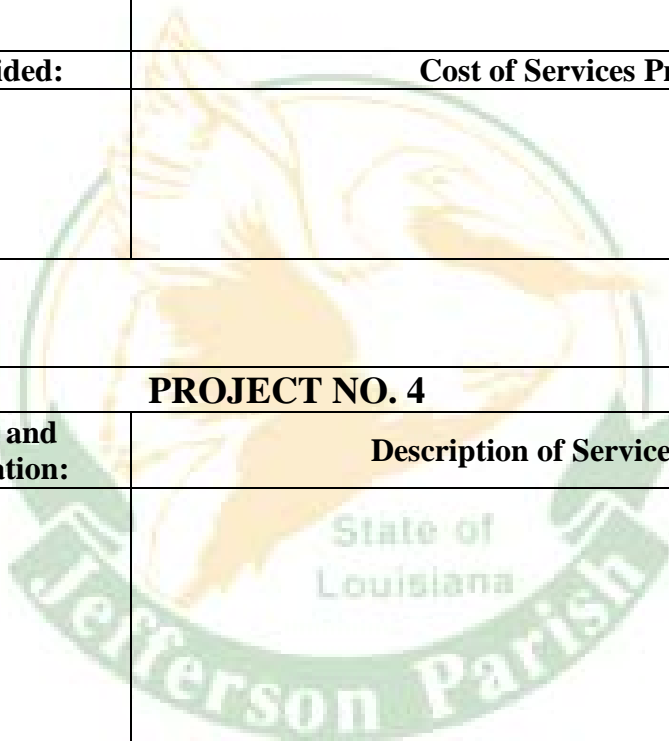 ided: Cost of Services Pr
PROJECT NO. 4
and
ation:
Description of Service
State of
Louisiana
Jefferson Parish